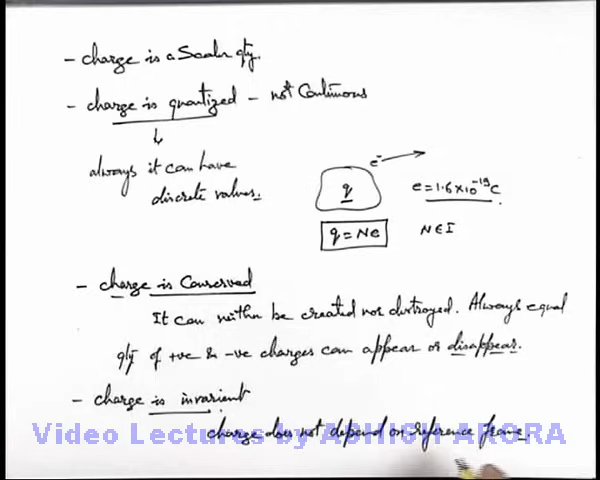 - charge is a Scalar qty.
- charge is quantized - not Continuous
always it can have
discrete values.
e⁻
q
e = 1.6×10⁻¹⁹C
q = Ne
N∈I
- charge is Conserved
It can neither be created nor destroyed. Always equal
qty of +ve & -ve charges can appear or disappear.
- charge is invarient
charge does not depend on reference frame.
Video Lectures by ASHISH ARORA